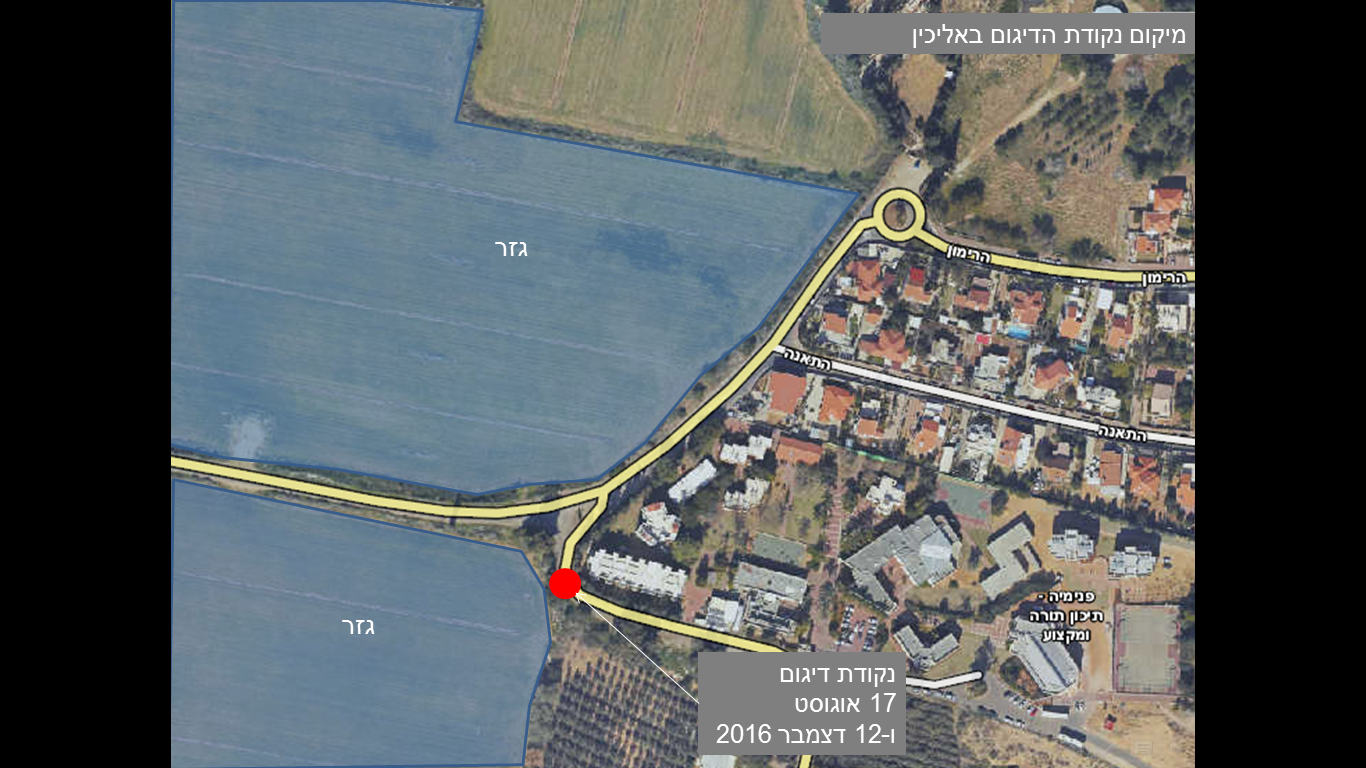 מיקום נקודת הדיגום באליכין
גזר
הרימון
הרימון
התאנה
התאנה
פנימיה -
תיכון תורה
ומקצוע
גזר
נקודת דיגום
17 אוגוסט
ו-12 דצמבר 2016